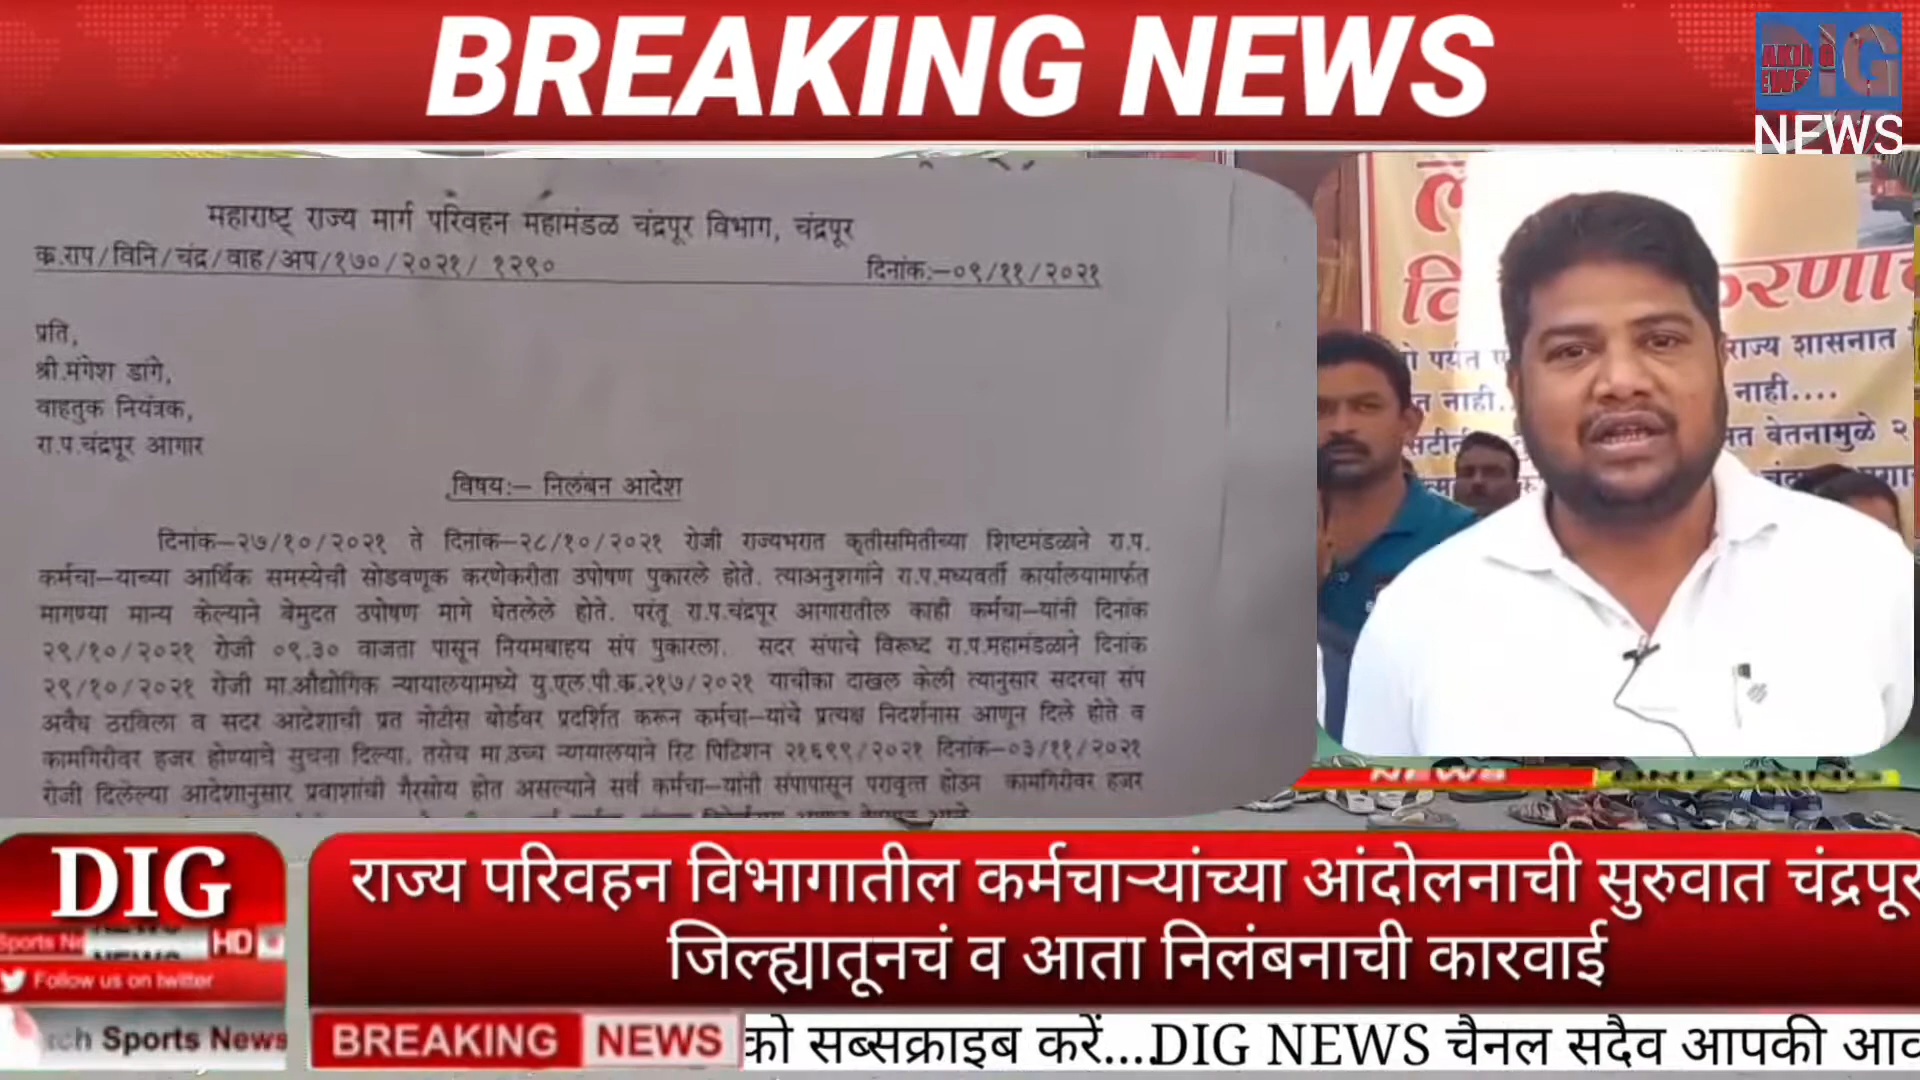 BREAKING NEWS
DIG
NEWS
महाराष्ट्र राज्य मार्ग परिवहन महामंडळ चंद्रपूर विभाग, चंद्रपूर
क्र.राप/विनि/चंद्र/वाह/अप/१७०/२०२१/ १२९०
दिनांक:-०९/११/२०२१
प्रति,
श्री.मंगेश डांगे,
वाहतुक नियंत्रक,
रा.प.चंद्रपूर आगार
विषय:- निलंबन आदेश
दिनांक-२७/१०/२०२१ ते दिनांक-२८/१०/२०२१ रोजी राज्यभरात कृतीसमितीच्या शिष्टमंडळाने रा.प.
कर्मचा-याच्या आर्थिक समस्येची सोडवणूक करणेकरीता उपोषण पुकारले होते. त्याअनुशगांने रा.प.मध्यवर्ती कार्यालयामार्फत
मागण्या मान्य केल्याने बेमुदत उपोषण मागे घेतलेले होते. परंतू रा.प.चंद्रपूर आगारातील काही कर्मचा-यांनी दिनांक
२९/१०/२०२१ रोजी ०९.३० वाजता पासून नियमबाहय संप पुकारला. सदर संपाचे विरूध्द रा.प.महामंडळाने दिनांक
२९/१०/२०२१ रोजी मा.औद्योगिक न्यायालयामध्ये यु.एल.पी.क्र.२१७/२०२१ याचीका दाखल केली त्यानुसार सदरचा संप
अवैध ठरविला व सदर आदेशाची प्रत नोटीस बोर्डवर प्रदर्शित करून कर्मचा-यांचे प्रत्यक्ष निदर्शनास आणून दिले होते व
कामगिरीवर हजर होण्याचे सुचना दिल्या. तसेच मा.उच्च न्यायालयाने रिट पिटिशन २१६९९/२०२१ दिनांक-०३/११/२०२१
रोजी दिलेल्या आदेशानुसार प्रवाशांची गैरसोय होत असल्याने सर्व कर्मचा-यांनी संपापासून परावृत्त होउन कामगिरीवर हजर
राज्य शासनात
पर्यंत
नाही....
नाही..
वेतनामुळे २
NEWS
BREAKING
DIG
Sports Ne
HD
Follow us on twitter
Sports News
राज्य परिवहन विभागातील कर्मचाऱ्यांच्या आंदोलनाची सुरुवात चंद्रपूर
जिल्ह्यातूनचं व आता निलंबनाची कारवाई
BREAKING NEWS
को सब्सक्राइब करें....DIG NEWS चैनल सदैव आपकी आव